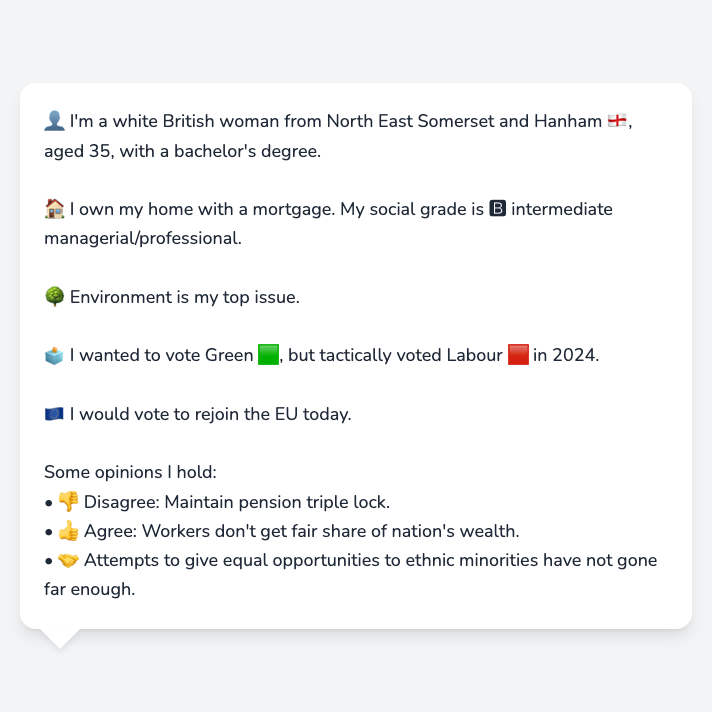 👤 I'm a white British woman from North East Somerset and Hanham 🏴󠁧󠁢󠁥󠁮󠁧󠁿,
aged 35, with a bachelor's degree.
🏠 I own my home with a mortgage. My social grade is 🅱 intermediate
managerial/professional.
🌳 Environment is my top issue.
🗳️ I wanted to vote Green 🟩, but tactically voted Labour 🟥 in 2024.
🇪🇺 I would vote to rejoin the EU today.
Some opinions I hold:
• 👎 Disagree: Maintain pension triple lock.
• 👍 Agree: Workers don't get fair share of nation's wealth.
• 🤝 Attempts to give equal opportunities to ethnic minorities have not gone
far enough.